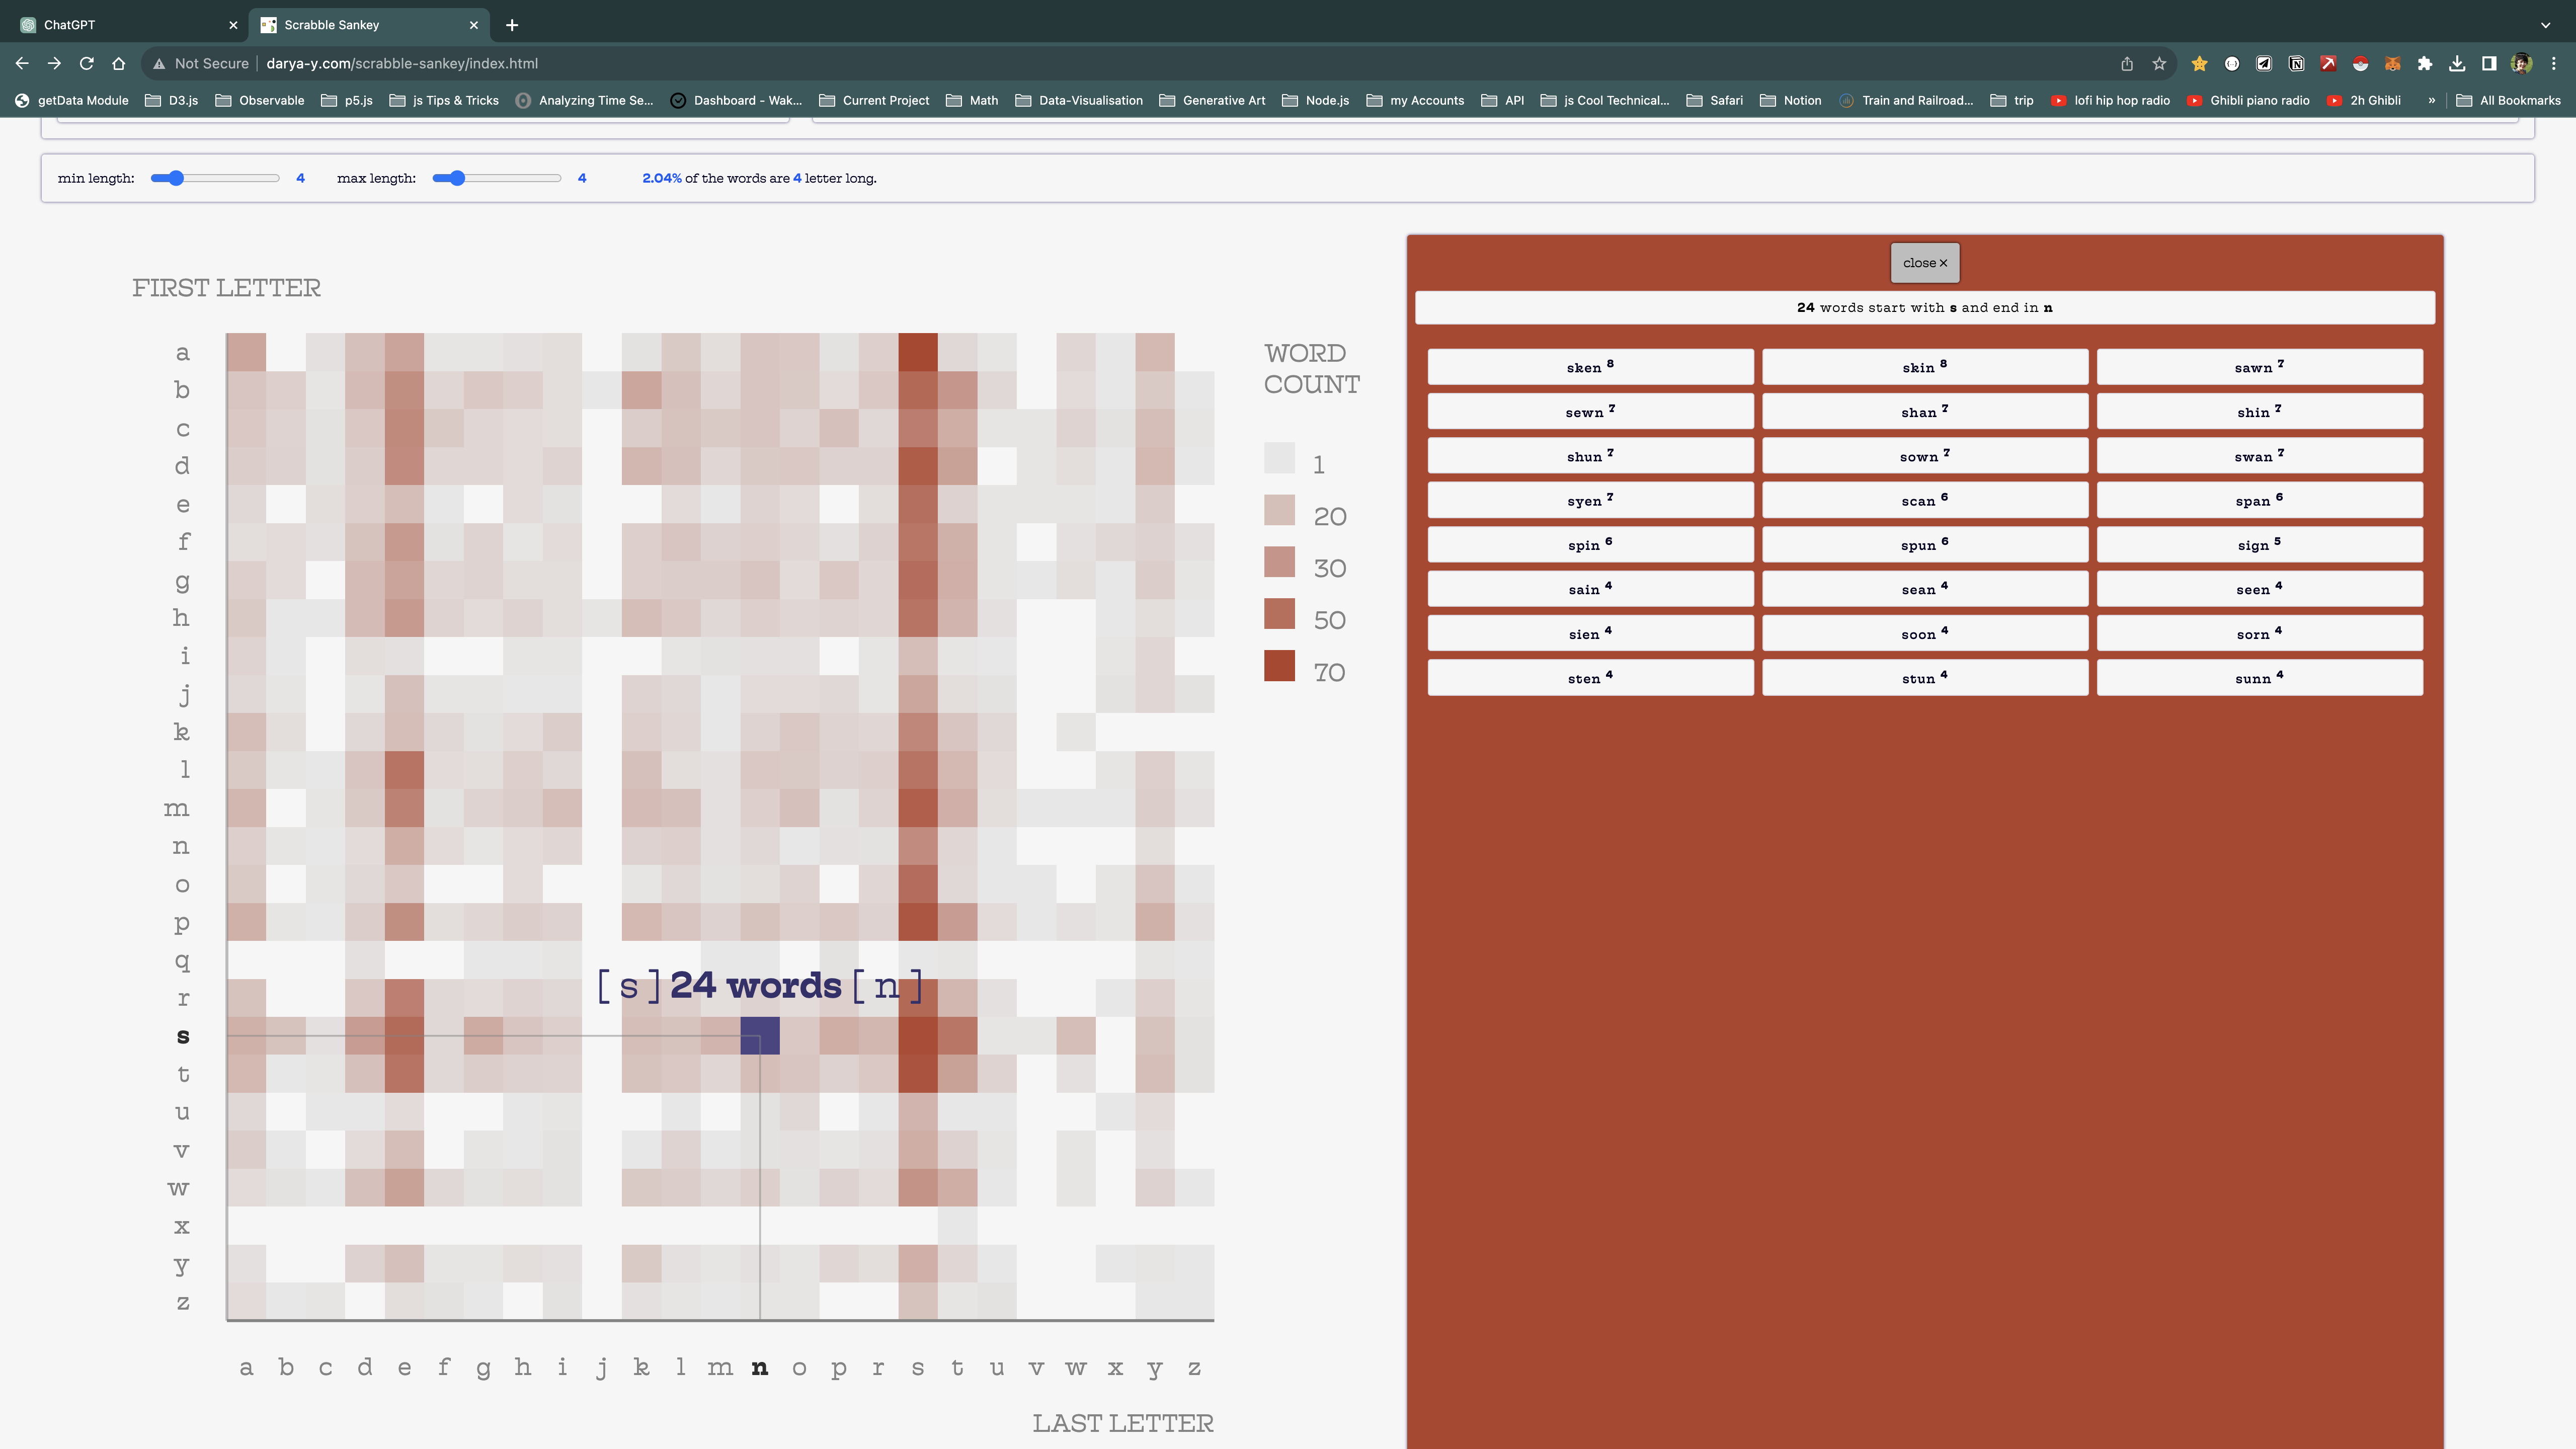 ChatGPT
Scrabble Sankey
Not Secure darya-y.com/scrabble-sankey/index.html
getData Module D3.js Observable p5.js js Tips & Tricks Analyzing Time Se... Dashboard - Wak... Current Project Math Data-Visualisation Generative Art Node.js my Accounts API js Cool Technical... Safari Notion Train and Railroad... trip lofi hip hop radio Ghibli piano radio 2h Ghibli » All Bookmarks
min length: 4 max length: 4 2.04% of the words are 4 letter long.
FIRST LETTER
a
b
c
d
e
f
g
h
i
j
k
l
m
n
o
p
q
r
s
t
u
v
w
x
y
z
[ s ] 24 words [ n ]
a b c d e f g h i j k l m n o p r s t u v w x y z
LAST LETTER
WORD
COUNT
1
20
30
50
70
close ×
24 words start with s and end in n
sken 8 skin 8 sawn 7
sewn 7 shan 7 shin 7
shun 7 sown 7 swan 7
syen 7 scan 6 span 6
spin 6 spun 6 sign 5
sain 4 sean 4 seen 4
sien 4 soon 4 sorn 4
sten 4 stun 4 sunn 4